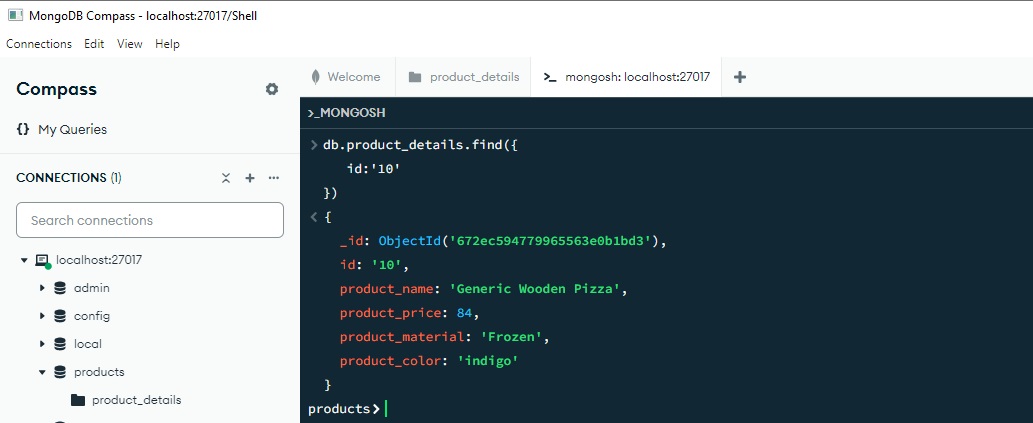 MongoDB Compass - localhost:27017/Shell
Connections Edit View Help
Compass
{} My Queries
CONNECTIONS (1)
Search connections
localhost:27017
admin
config
local
products
product_details
Welcome
product_details
>_ mongosh: localhost:27017
>_MONGOSH
> db.product_details.find({
id:'10'
})
< {
_id: ObjectId('672ec594779965563e0b1bd3'),
id: '10',
product_name: 'Generic Wooden Pizza',
product_price: 84,
product_material: 'Frozen',
product_color: 'indigo'
}
products>